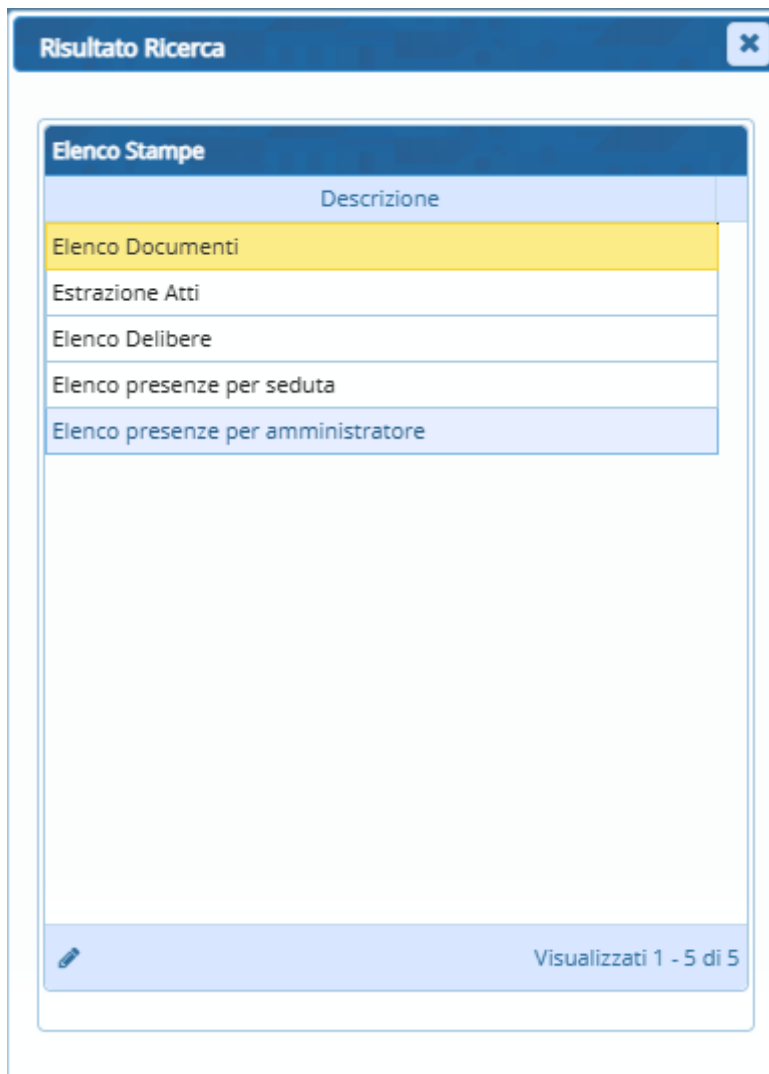 Risultato Ricerca
Elenco Stampe
Descrizione
Elenco Documenti
Estrazione Atti
Elenco Delibere
Elenco presenze per seduta
Elenco presenze per amministratore
Visualizzati 1 - 5 di 5